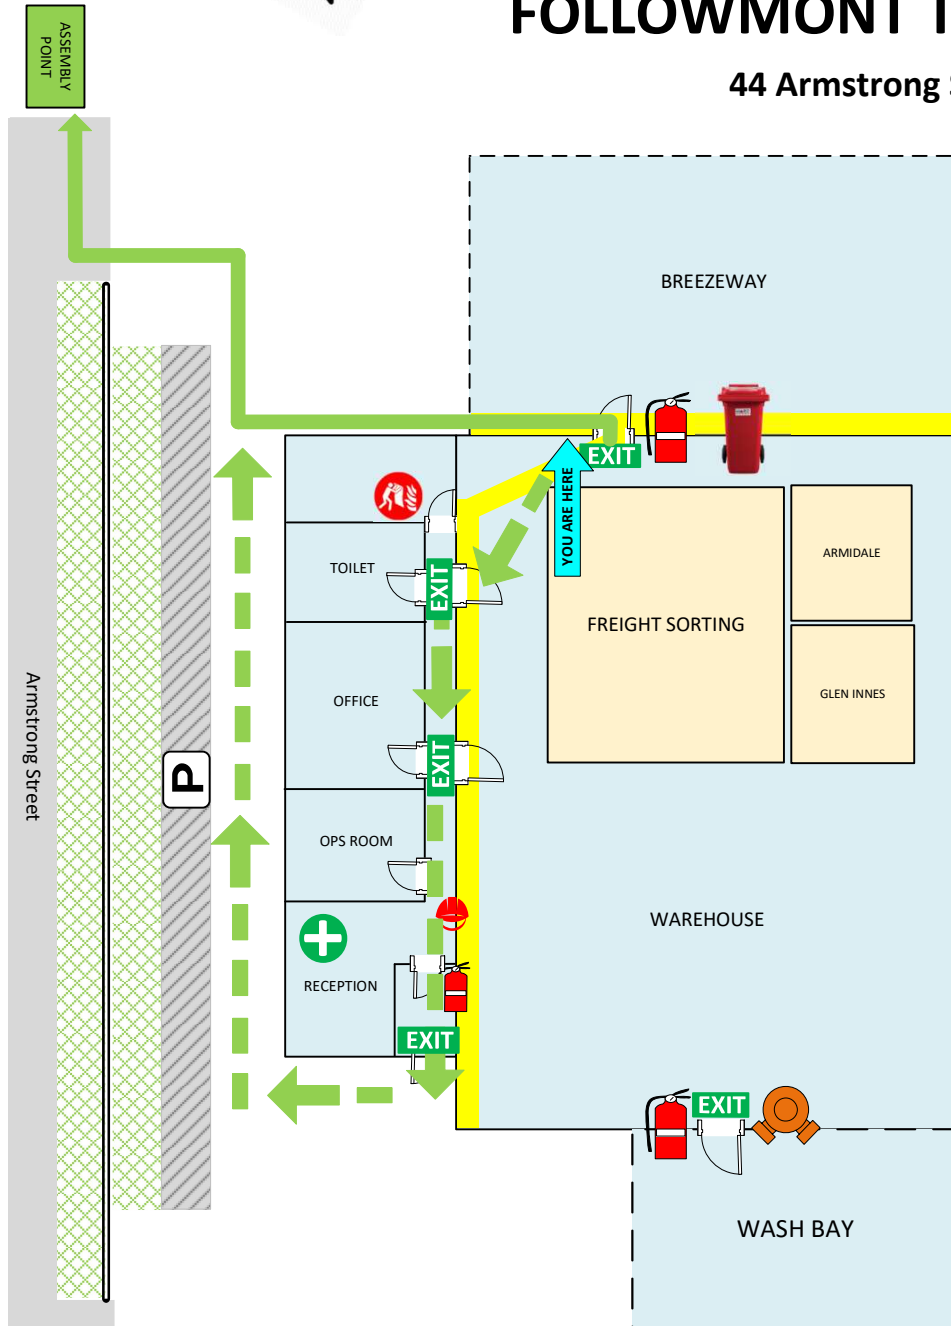 FOLLOWMONT
44 Armstrong
ASSEMBLY
POINT
BREEZEWAY
EXIT
YOU ARE HERE
TOILET
EXIT
ARMIDALE
FREIGHT SORTING
OFFICE
GLEN INNES
Armstrong Street
EXIT
P
OPS ROOM
WAREHOUSE
RECEPTION
EXIT
EXIT
WASH BAY